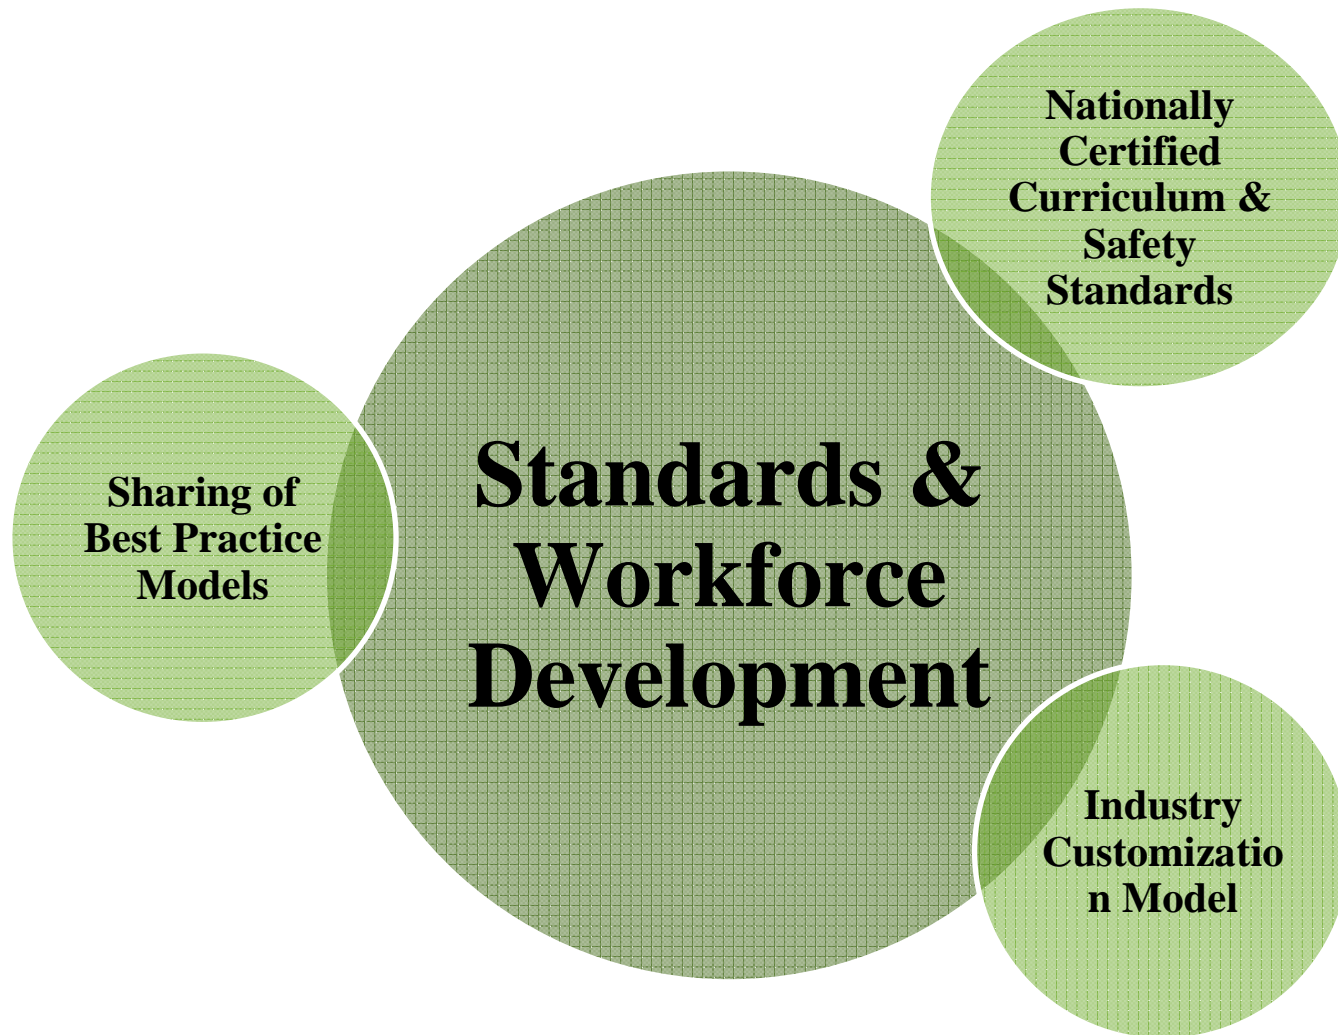 Nationally
Certified
Curriculum &
Safety
Standards
Standards &
Workforce
Development
Sharing of
Best Practice
Models
Industry
Customizatio
n Model